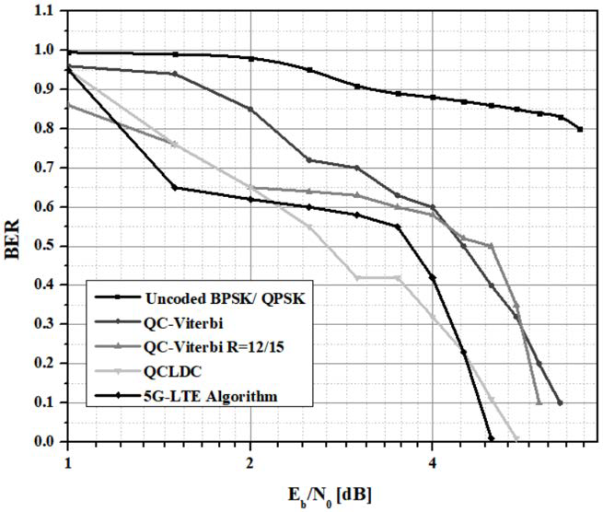 1.1
1.0
0.9
0.8
0.7
0.6
0.5
0.4
0.3
0.2
0.1
0.0
BER
Uncoded BPSK/ QPSK
QC-Viterbi
QC-Viterbi R=12/15
QCLDC
5G-LTE Algorithm
1 2 4
Eb/N0 [dB]